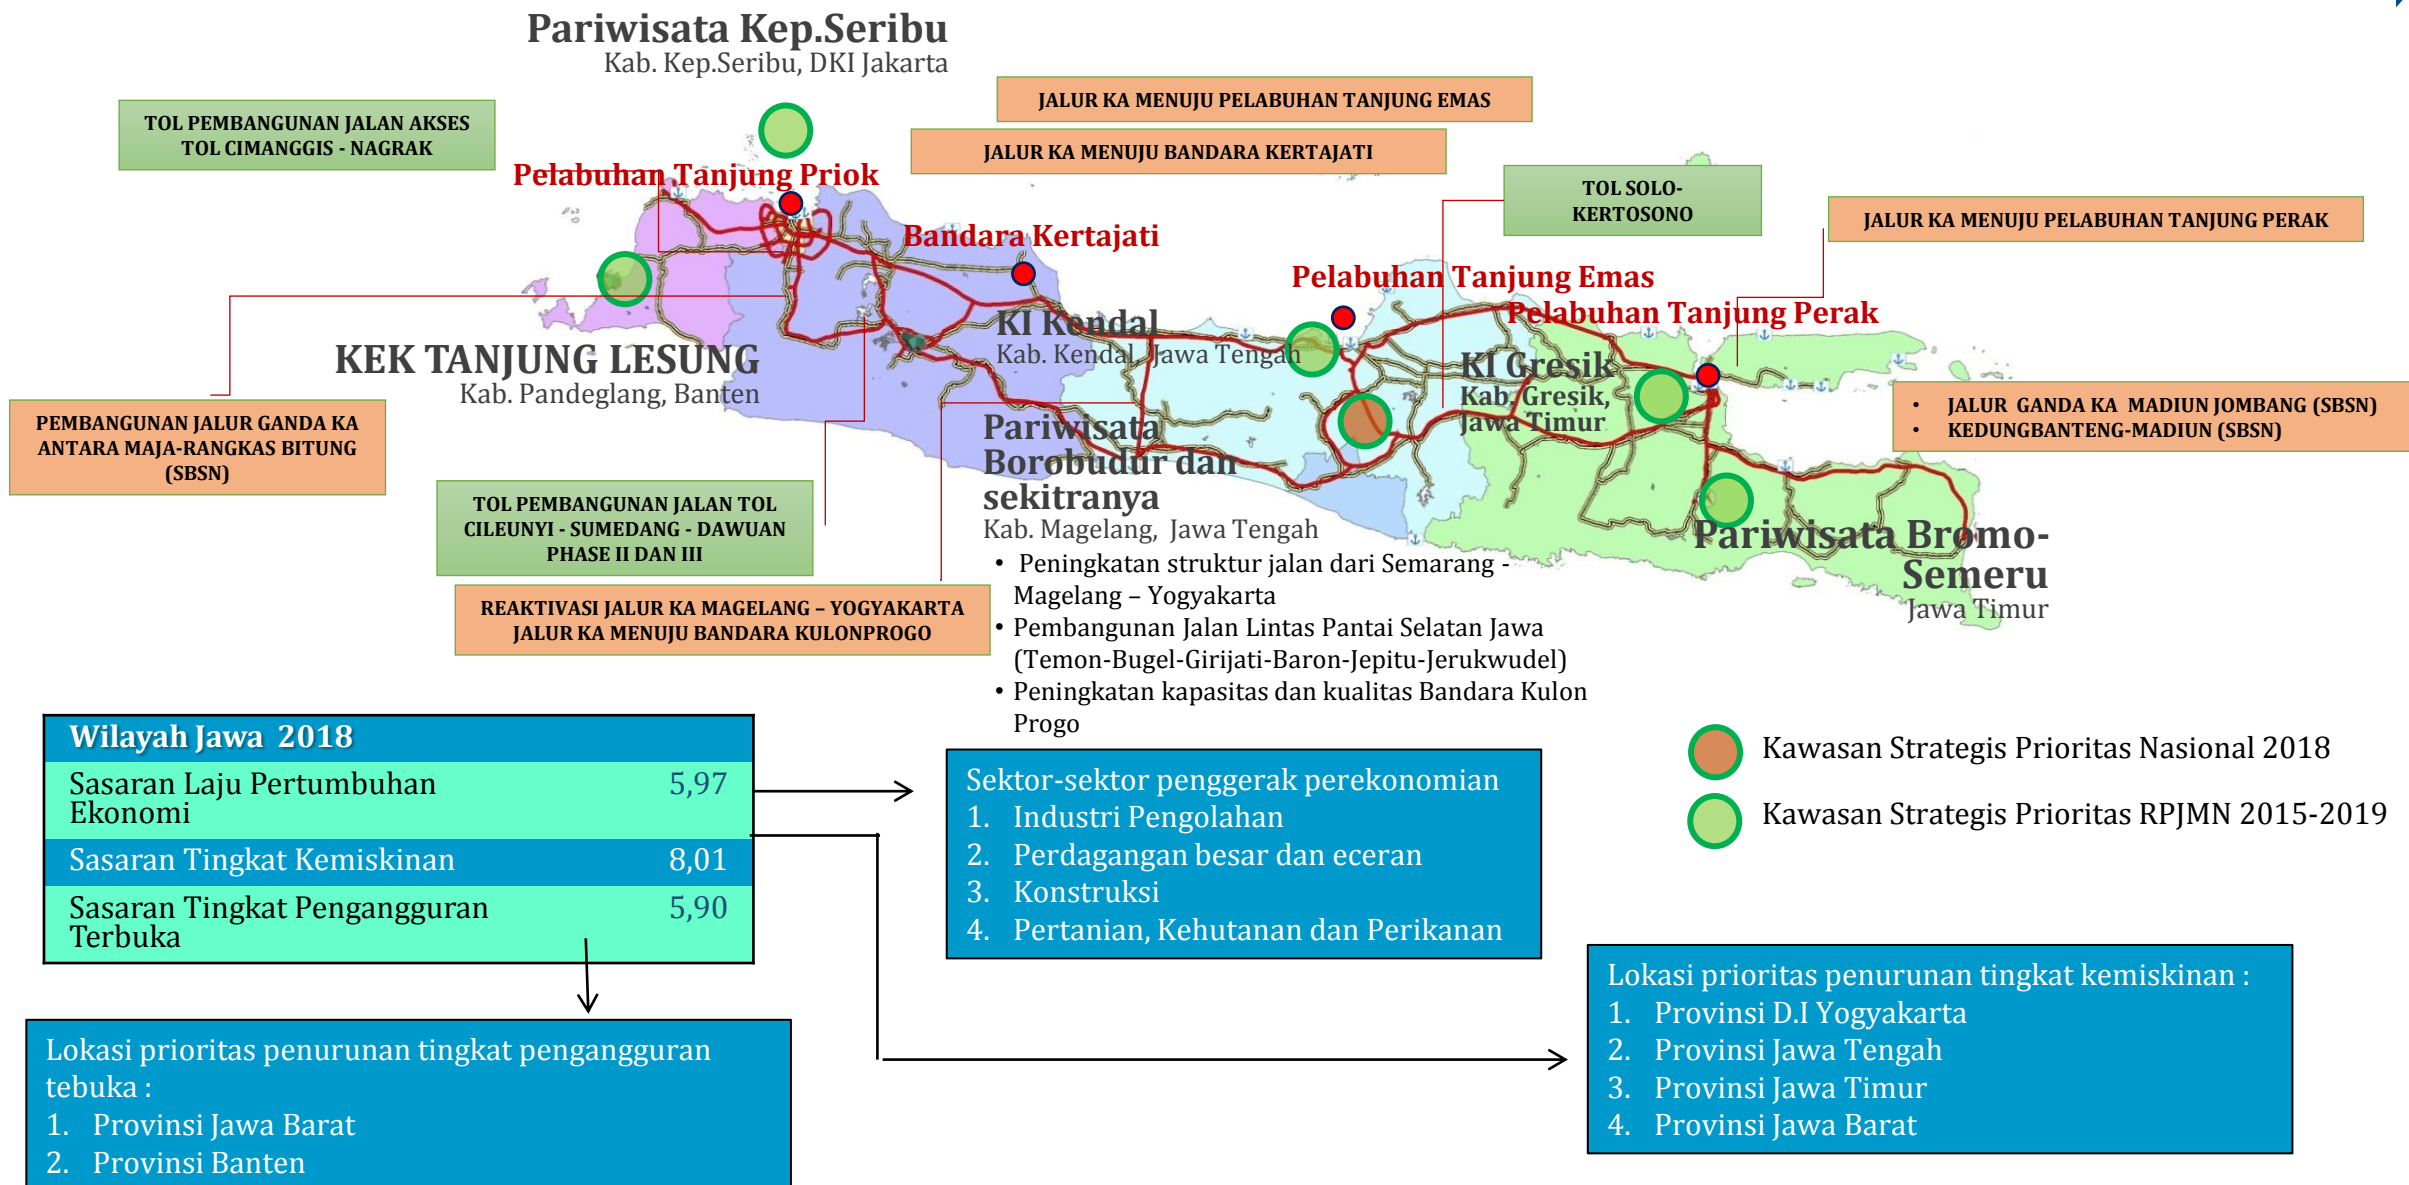 Pariwisata Kep.Seribu
Kab. Kep.Seribu, DKI Jakarta
TOL PEMBANGUNAN JALAN AKSES
TOL CIMANGGIS - NAGRAK
JALUR KA MENUJU PELABUHAN TANJUNG EMAS
JALUR KA MENUJU BANDARA KERTAJATI
Pelabuhan Tanjung Priok
TOL SOLO-
KERTOSONO
JALUR KA MENUJU PELABUHAN TANJUNG PERAK
Bandara Kertajati
Pelabuhan Tanjung Emas
Pelabuhan Tanjung Perak
KI Kendal
Kab. Kendal, Jawa Tengah
KEK TANJUNG LESUNG
Kab. Pandeglang, Banten
KI Gresik
Kab. Gresik,
Jawa Timur
PEMBANGUNAN JALUR GANDA KA
ANTARA MAJA-RANGKAS BITUNG
(SBSN)
• JALUR GANDA KA MADIUN JOMBANG (SBSN)
• KEDUNGBANTENG-MADIUN (SBSN)
Pariwisata
Borobudur dan
sekitranya
Kab. Magelang, Jawa Tengah
TOL PEMBANGUNAN JALAN TOL
CILEUNYI - SUMEDANG - DAWUAN
PHASE II DAN III
Pariwisata Bromo-
Semeru
Jawa Timur
• Peningkatan struktur jalan dari Semarang -
Magelang – Yogyakarta
• Pembangunan Jalan Lintas Pantai Selatan Jawa
(Temon-Bugel-Girijati-Baron-Jepitu-Jerukwudel)
• Peningkatan kapasitas dan kualitas Bandara Kulon
Progo
REAKTIVASI JALUR KA MAGELANG – YOGYAKARTA
JALUR KA MENUJU BANDARA KULONPROGO
Wilayah Jawa 2018
Sasaran Laju Pertumbuhan
Ekonomi 5,97
Sasaran Tingkat Kemiskinan 8,01
Sasaran Tingkat Pengangguran
Terbuka 5,90
Sektor-sektor penggerak perekonomian
1. Industri Pengolahan
2. Perdagangan besar dan eceran
3. Konstruksi
4. Pertanian, Kehutanan dan Perikanan
Kawasan Strategis Prioritas Nasional 2018
Kawasan Strategis Prioritas RPJMN 2015-2019
Lokasi prioritas penurunan tingkat kemiskinan :
1. Provinsi D.I Yogyakarta
2. Provinsi Jawa Tengah
3. Provinsi Jawa Timur
4. Provinsi Jawa Barat
Lokasi prioritas penurunan tingkat pengangguran
tebuka :
1. Provinsi Jawa Barat
2. Provinsi Banten